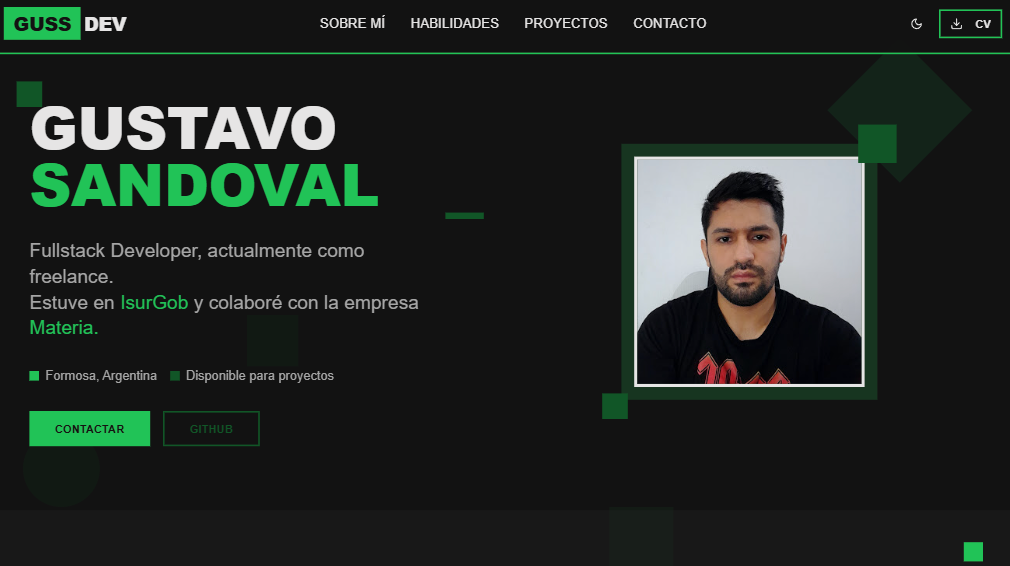 GUSS DEV
SOBRE MÍ HABILIDADES PROYECTOS CONTACTO
CV
GUSTAVO
SANDOVAL
Fullstack Developer, actualmente como
freelance.
Estuve en IsurGob y colaboré con la empresa
Materia.
Formosa, Argentina Disponible para proyectos
CONTACTAR GITHUB